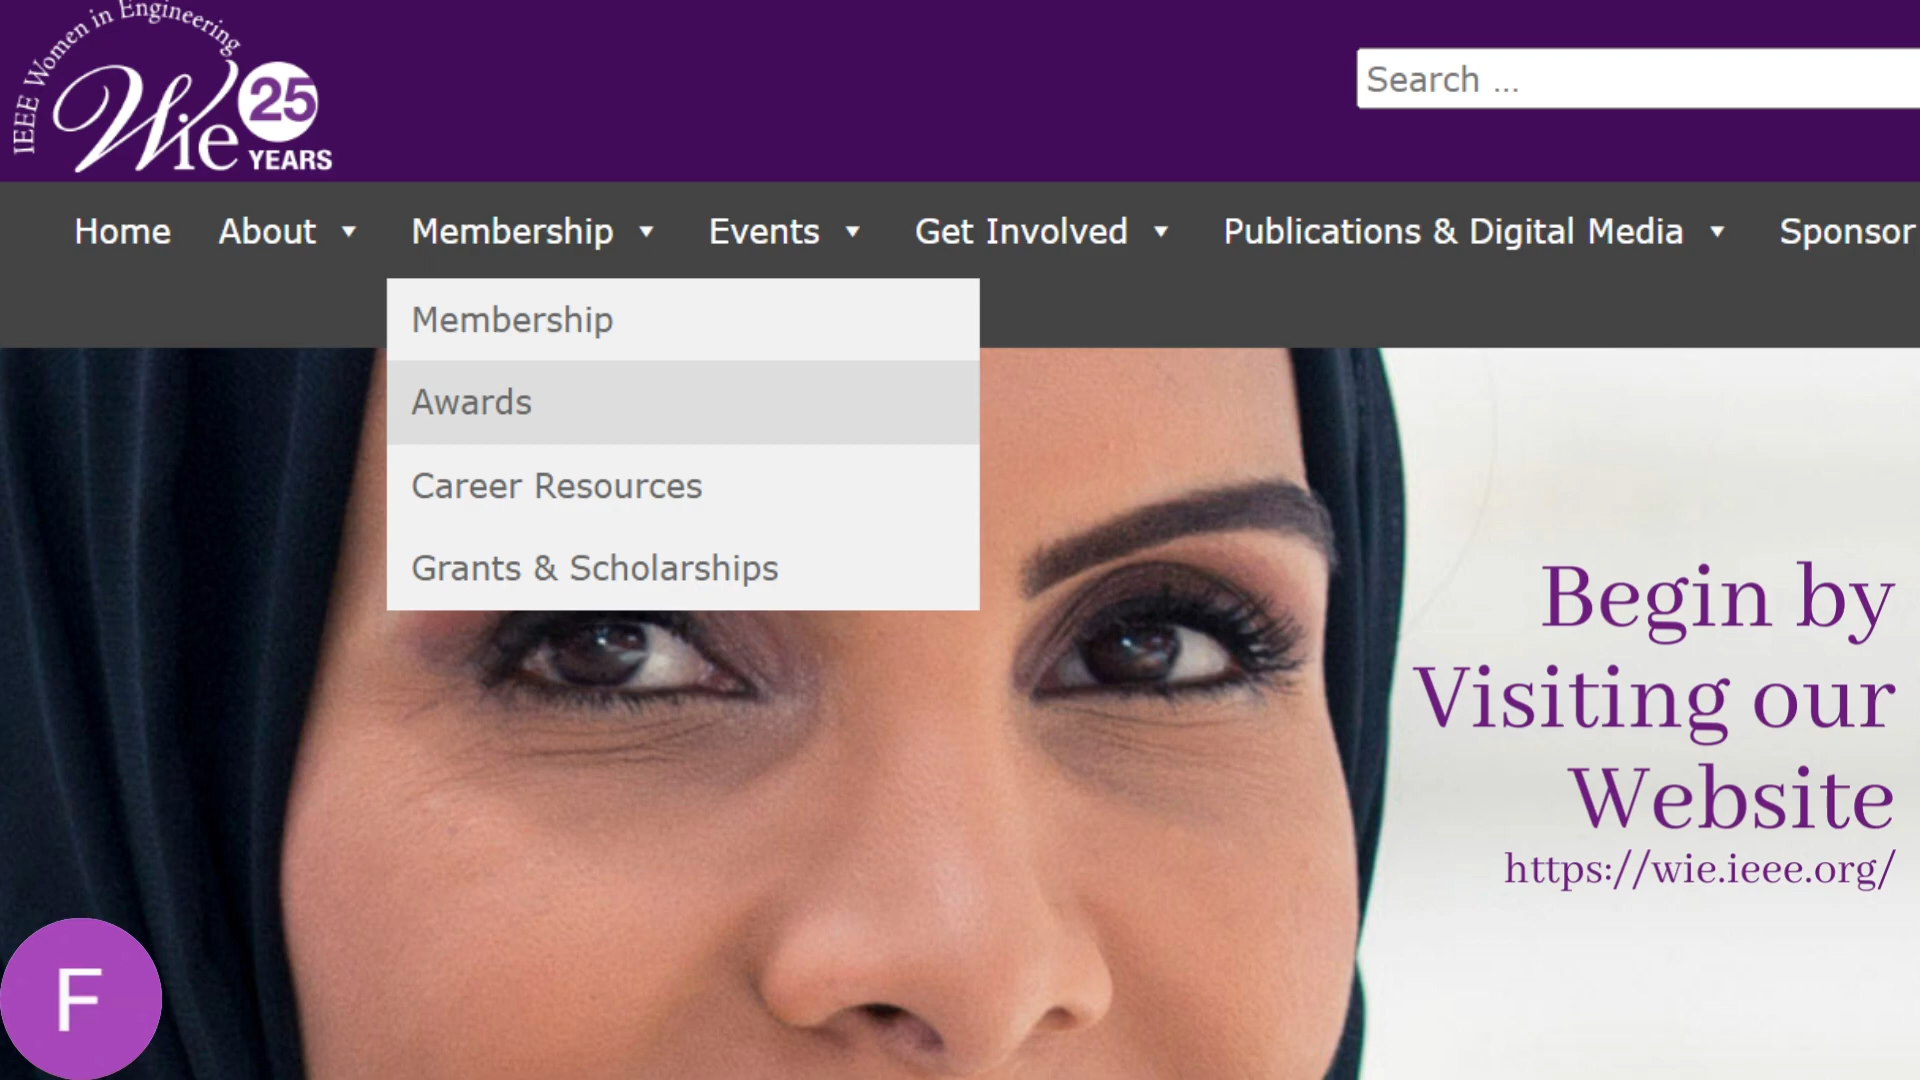 IEEE Women in Engineering
WiE 25
YEARS
Search ...
Home About Membership Events Get Involved Publications & Digital Media Sponsor
Membership
Awards
Career Resources
Grants & Scholarships
Begin by
Visiting our
Website
https://wie.ieee.org/
F